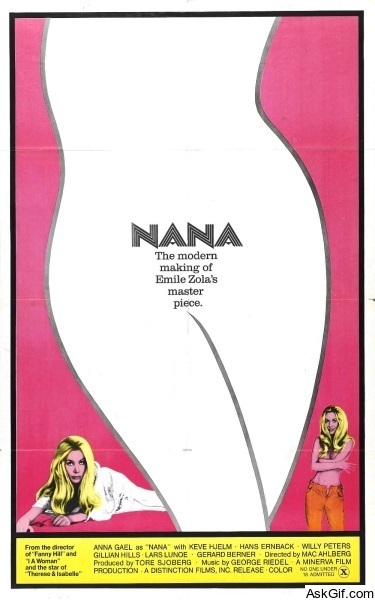 NANA
The modern
making of
Emile Zola's
master
piece.
From the director
of "Fanny Hill" and
"I A Woman"
and the star of
"Therese & Isabelle"
ANNA GAEL as "NANA" with KEVE HJELM · HANS ERNBACK · WILLY PETERS
GILLIAN HILLS · LARS LUNOE · GERARD BERNER · Directed by MAC AHLBERG
Produced by TORE SJOBERG · Music by GEORGE RIEDEL · A MINERVA FILM
PRODUCTION · A DISTINCTION FILMS, INC. RELEASE · COLOR
NO ONE UNDER
18 ADMITTED
X
AskGif.com